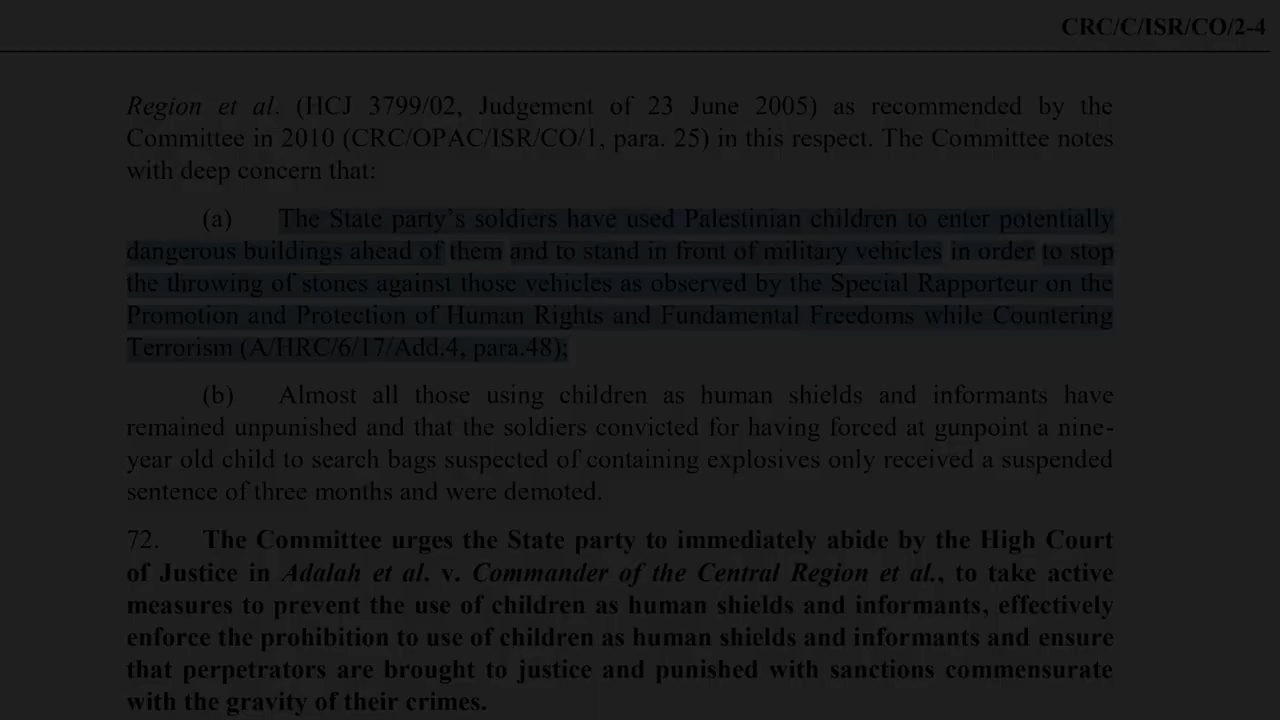 CRC/C/ISR/CO/2-4
Region et al. (HCJ 3799/02, Judgement of 23 June 2005) as recommended by the
Committee in 2010 (CRC/OPAC/ISR/CO/1, para. 25) in this respect. The Committee notes
with deep concern that:
(a) The State party's soldiers have used Palestinian children to enter potentially
dangerous buildings ahead of them and to stand in front of military vehicles in order to stop
the throwing of stones against those vehicles as observed by the Special Rapporteur on the
Promotion and Protection of Human Rights and Fundamental Freedoms while Countering
Terrorism (A/HRC/6/17/Add.4, para.48);
(b) Almost all those using children as human shields and informants have
remained unpunished and that the soldiers convicted for having forced at gunpoint a nine-
year old child to search bags suspected of containing explosives only received a suspended
sentence of three months and were demoted.
72. The Committee urges the State party to immediately abide by the High Court
of Justice in Adalah et al. v. Commander of the Central Region et al., to take active
measures to prevent the use of children as human shields and informants, effectively
enforce the prohibition to use of children as human shields and informants and ensure
that perpetrators are brought to justice and punished with sanctions commensurate
with the gravity of their crimes.